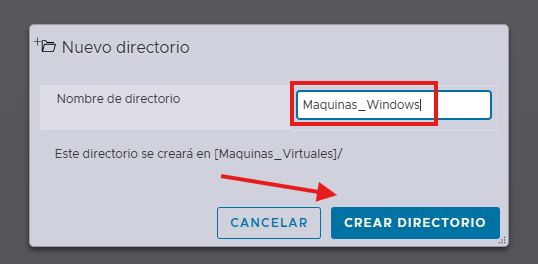 Nuevo directorio
Nombre de directorio
Maquinas_Windows
Este directorio se creará en [Maquinas_Virtuales]/
CANCELAR
CREAR DIRECTORIO